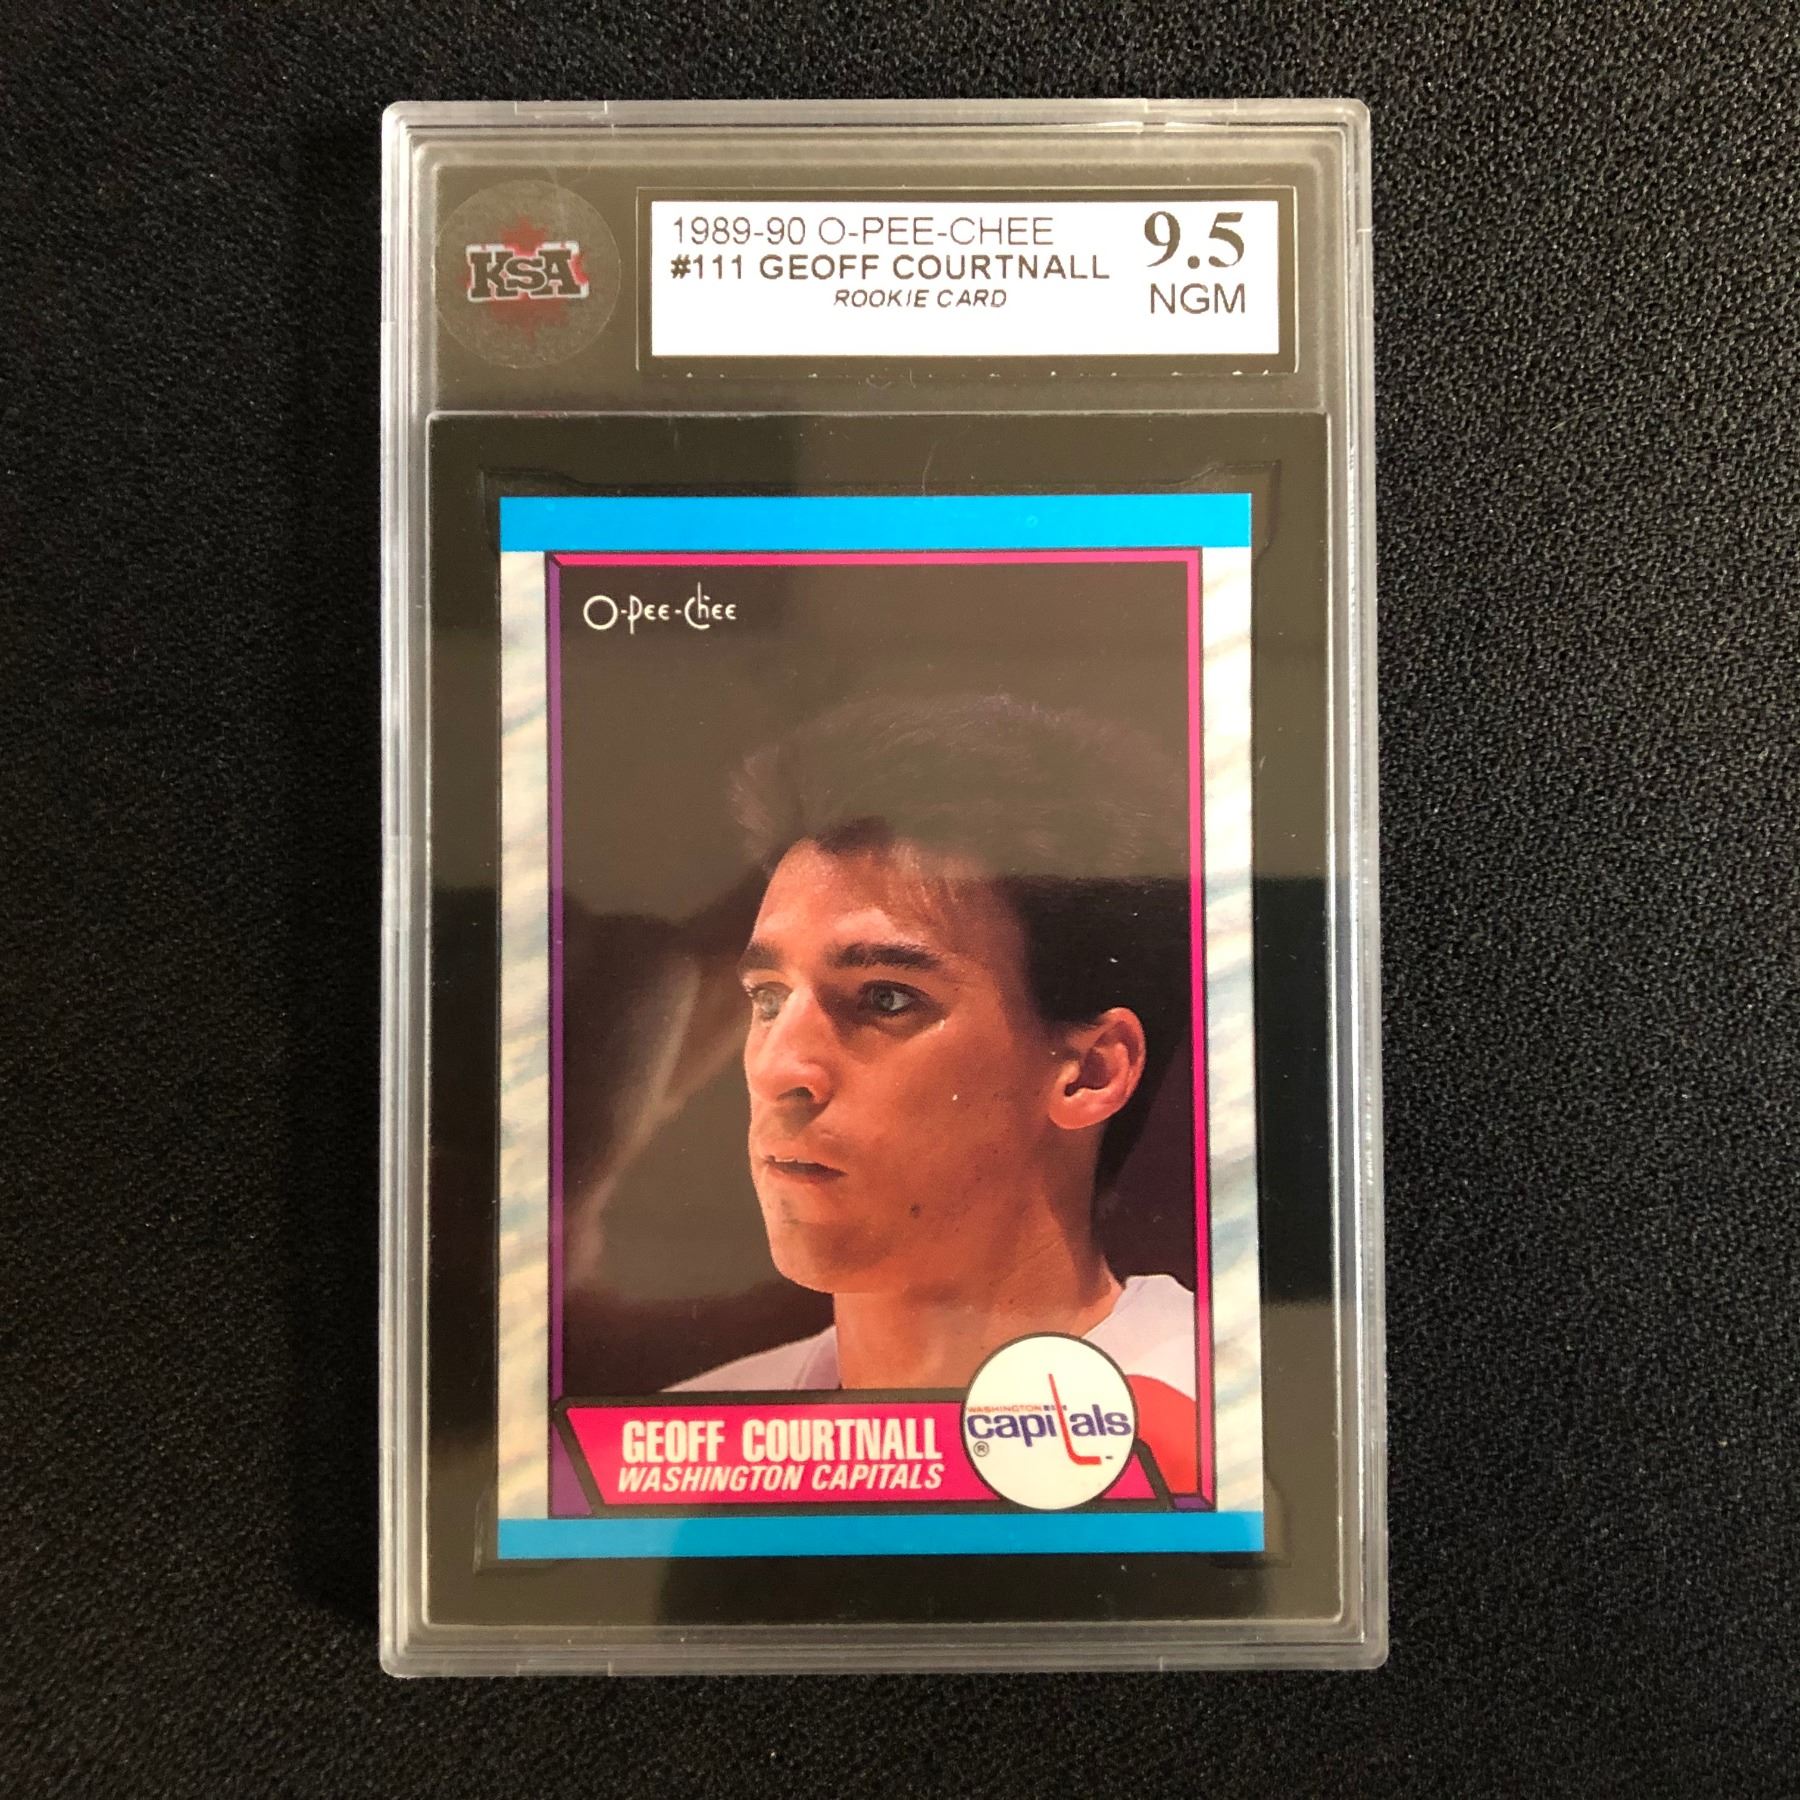 KSA
1989-90 O-PEE-CHEE
#111 GEOFF COURTNALL
ROOKIE CARD
9.5
NGM
O-Pee-Chee
GEOFF COURTNALL
WASHINGTON CAPITALS
WASHINGTON
capitals
®